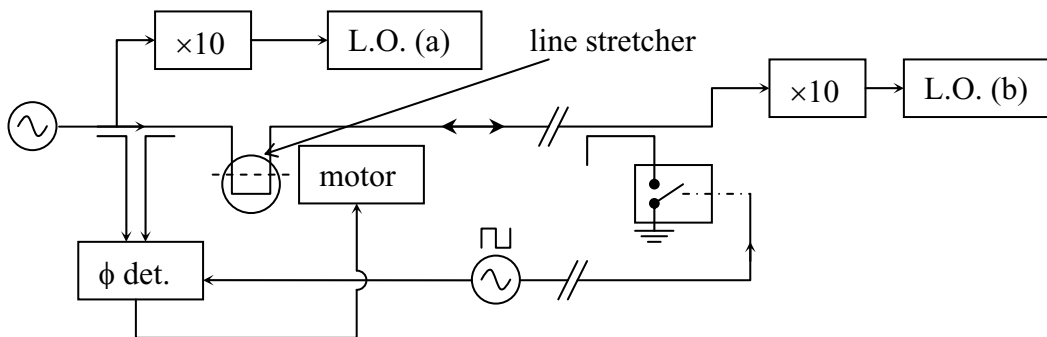 ×10
L.O. (a)
line stretcher
×10
L.O. (b)
motor
ϕ det.